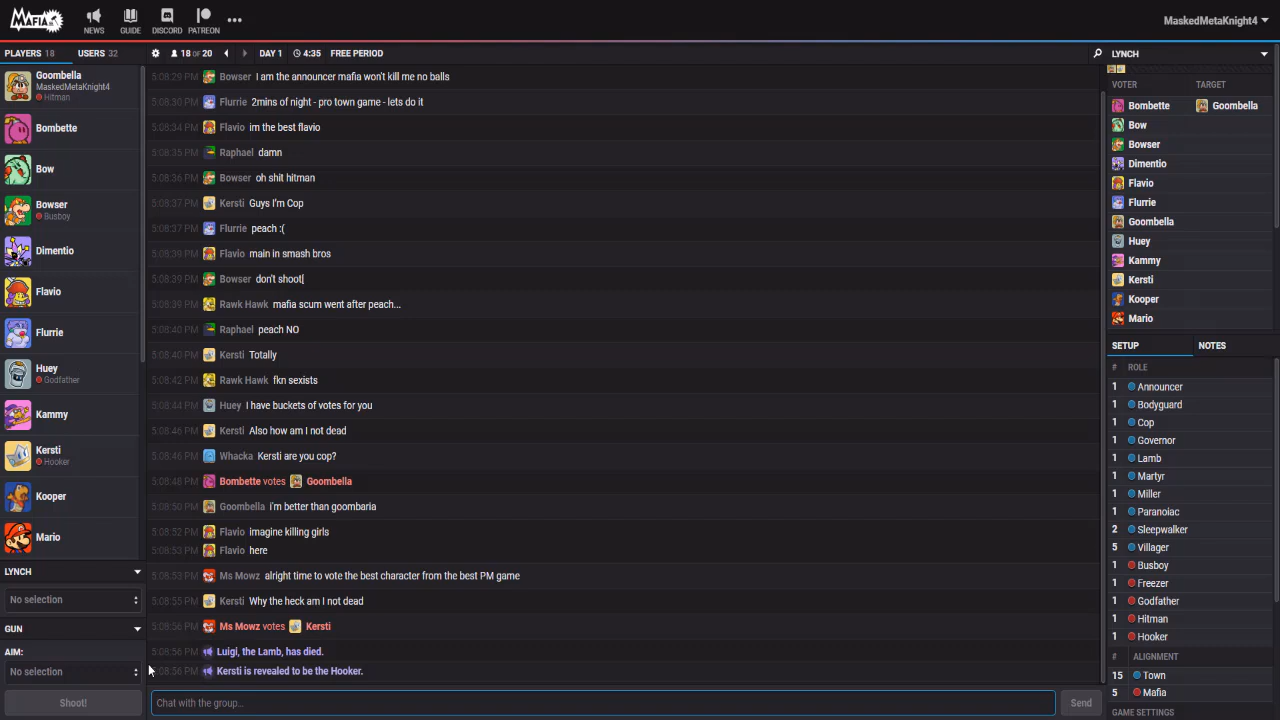 MAFIA.gg
NEWS
GUIDE
DISCORD
PATREON
MaskedMetaKnight4
PLAYERS 18
USERS 32
18 OF 20
DAY 1
4:35
FREE PERIOD
LYNCH
Goombella
MaskedMetaKnight4
Hitman
Bombette
Bow
Bowser
Busboy
Dimentio
Flavio
Flurrie
Huey
Godfather
Kammy
Kersti
Hooker
Kooper
Mario
LYNCH
No selection
GUN
AIM:
No selection
Shoot!
5:08:29 PM Bowser I am the announcer mafia won't kill me no balls
5:08:30 PM Flurrie 2mins of night - pro town game - lets do it
5:08:34 PM Flavio im the best flavio
5:08:35 PM Raphael damn
5:08:36 PM Bowser oh shit hitman
5:08:37 PM Kersti Guys I'm Cop
5:08:37 PM Flurrie peach :(
5:08:39 PM Flavio main in smash bros
5:08:39 PM Bowser don't shoot[
5:08:39 PM Rawk Hawk mafia scum went after peach...
5:08:40 PM Raphael peach NO
5:08:40 PM Kersti Totally
5:08:42 PM Rawk Hawk fkn sexists
5:08:44 PM Huey I have buckets of votes for you
5:08:46 PM Kersti Also how am I not dead
5:08:46 PM Whacka Kersti are you cop?
5:08:48 PM Bombette votes Goombella
5:08:50 PM Goombella i'm better than goombaria
5:08:52 PM Flavio imagine killing girls
5:08:53 PM Flavio here
5:08:53 PM Ms Mowz alright time to vote the best character from the best PM game
5:08:55 PM Kersti Why the heck am I not dead
5:08:56 PM Ms Mowz votes Kersti
5:08:56 PM Luigi, the Lamb, has died.
5:08:56 PM Kersti is revealed to be the Hooker.
Chat with the group...
Send
VOTER TARGET
Bombette Goombella
Bow
Bowser
Dimentio
Flavio
Flurrie
Goombella
Huey
Kammy
Kersti
Kooper
Mario
SETUP
NOTES
# ROLE
1 Announcer
1 Bodyguard
1 Cop
1 Governor
1 Lamb
1 Martyr
1 Miller
1 Paranoiac
2 Sleepwalker
5 Villager
1 Busboy
1 Freezer
1 Godfather
1 Hitman
1 Hooker
# ALIGNMENT
15 Town
5 Mafia
GAME SETTINGS